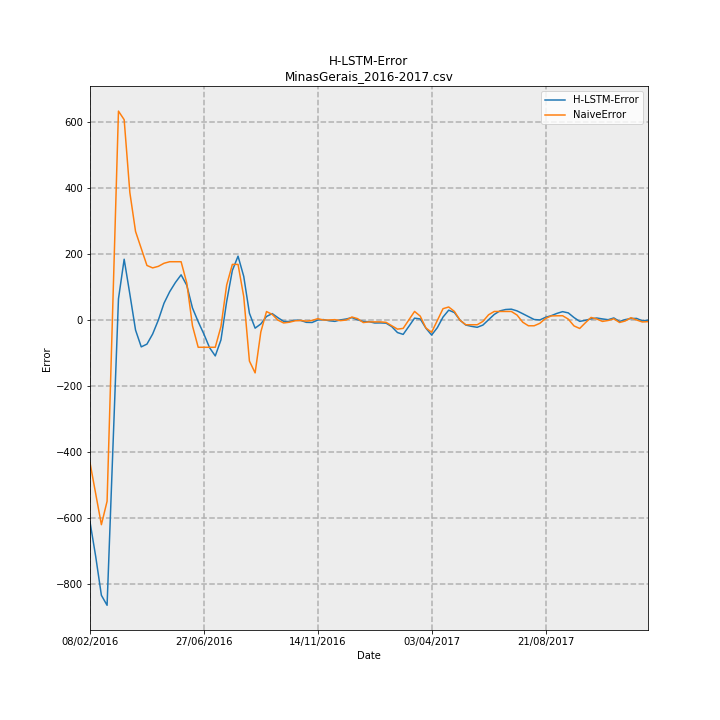 H-LSTM-Error
MinasGerais_2016-2017.csv
H-LSTM-Error
NaiveError
600
400
200
0
−200
−400
−600
−800
Error
08/02/2016
27/06/2016
14/11/2016
03/04/2017
21/08/2017
Date